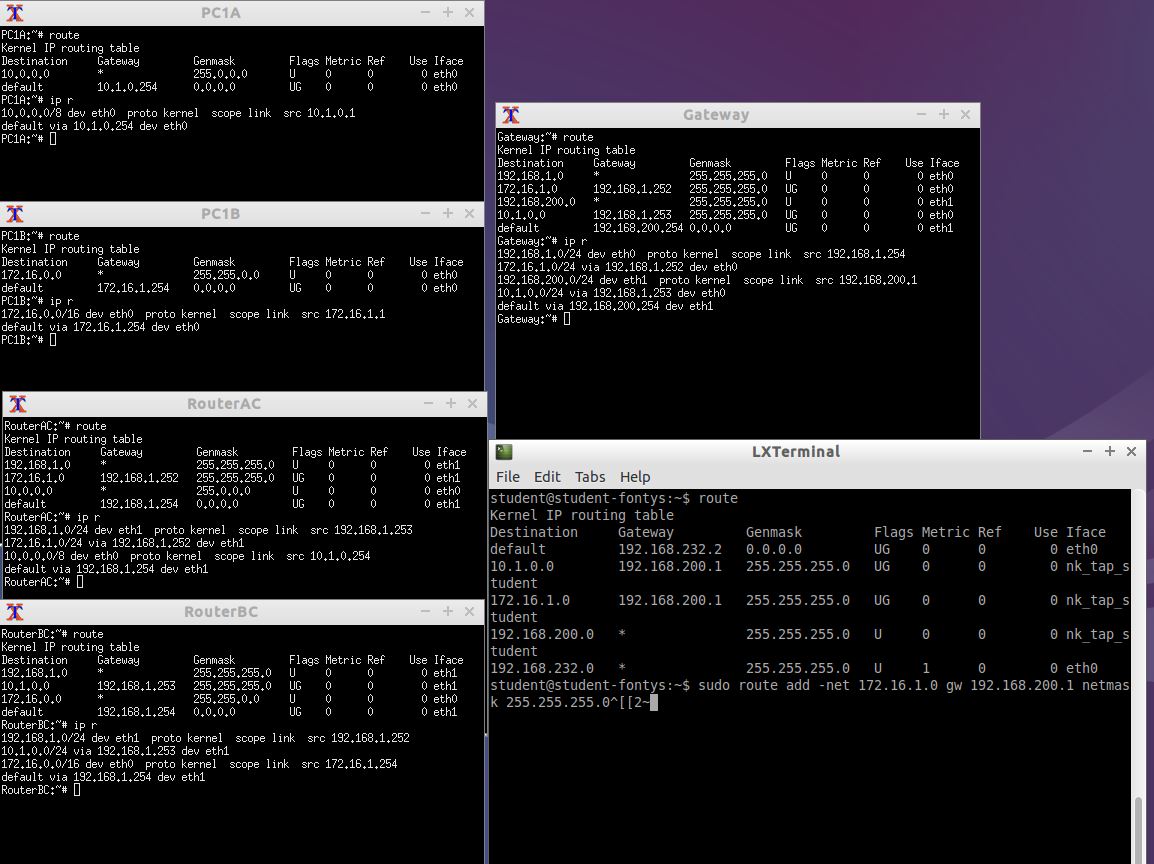 PC1A
PC1A:~# route
Kernel IP routing table
Destination Gateway Genmask Flags Metric Ref Use Iface
10.0.0.0 * 255.0.0.0 U 0 0 0 eth0
default 10.1.0.254 0.0.0.0 UG 0 0 0 eth0
PC1A:~# ip r
10.0.0.0/8 dev eth0 proto kernel scope link src 10.1.0.1
default via 10.1.0.254 dev eth0
PC1A:~#
PC1B
PC1B:~# route
Kernel IP routing table
Destination Gateway Genmask Flags Metric Ref Use Iface
172.16.0.0 * 255.255.0.0 U 0 0 0 eth0
default 172.16.1.254 0.0.0.0 UG 0 0 0 eth0
PC1B:~# ip r
172.16.0.0/16 dev eth0 proto kernel scope link src 172.16.1.1
default via 172.16.1.254 dev eth0
PC1B:~#
RouterAC
RouterAC:~# route
Kernel IP routing table
Destination Gateway Genmask Flags Metric Ref Use Iface
192.168.1.0 * 255.255.255.0 U 0 0 0 eth1
172.16.1.0 192.168.1.252 255.255.255.0 UG 0 0 0 eth1
10.0.0.0 * 255.0.0.0 U 0 0 0 eth0
default 192.168.1.254 0.0.0.0 UG 0 0 0 eth1
RouterAC:~# ip r
192.168.1.0/24 dev eth1 proto kernel scope link src 192.168.1.253
172.16.1.0/24 via 192.168.1.252 dev eth1
10.0.0.0/8 dev eth0 proto kernel scope link src 10.1.0.254
default via 192.168.1.254 dev eth1
RouterAC:~#
RouterBC
RouterBC:~# route
Kernel IP routing table
Destination Gateway Genmask Flags Metric Ref Use Iface
192.168.1.0 * 255.255.255.0 U 0 0 0 eth1
10.1.0.0 192.168.1.253 255.255.255.0 UG 0 0 0 eth1
172.16.0.0 * 255.255.0.0 U 0 0 0 eth0
default 192.168.1.254 0.0.0.0 UG 0 0 0 eth1
RouterBC:~# ip r
192.168.1.0/24 dev eth1 proto kernel scope link src 192.168.1.252
10.1.0.0/24 via 192.168.1.253 dev eth1
172.16.0.0/16 dev eth0 proto kernel scope link src 172.16.1.254
default via 192.168.1.254 dev eth1
RouterBC:~#
Gateway
Gateway:~# route
Kernel IP routing table
Destination Gateway Genmask Flags Metric Ref Use Iface
192.168.1.0 * 255.255.255.0 U 0 0 0 eth0
172.16.1.0 192.168.1.252 255.255.255.0 UG 0 0 0 eth0
192.168.200.0 * 255.255.255.0 U 0 0 0 eth1
10.1.0.0 192.168.1.253 255.255.255.0 UG 0 0 0 eth0
default 192.168.200.254 0.0.0.0 UG 0 0 0 eth1
Gateway:~# ip r
192.168.1.0/24 dev eth0 proto kernel scope link src 192.168.1.254
172.16.1.0/24 via 192.168.1.252 dev eth0
192.168.200.0/24 dev eth1 proto kernel scope link src 192.168.200.1
10.1.0.0/24 via 192.168.1.253 dev eth0
default via 192.168.200.254 dev eth1
Gateway:~#
LXTerminal
File Edit Tabs Help
student@student-fontys:~$ route
Kernel IP routing table
Destination Gateway Genmask Flags Metric Ref Use Iface
default 192.168.232.2 0.0.0.0 UG 0 0 0 eth0
10.1.0.0 192.168.200.1 255.255.255.0 UG 0 0 0 nk_tap_s
tudent
172.16.1.0 192.168.200.1 255.255.255.0 UG 0 0 0 nk_tap_s
tudent
192.168.200.0 * 255.255.255.0 U 0 0 0 nk_tap_s
tudent
192.168.232.0 * 255.255.255.0 U 1 0 0 eth0
student@student-fontys:~$ sudo route add -net 172.16.1.0 gw 192.168.200.1 netmas
k 255.255.255.0^[[2~